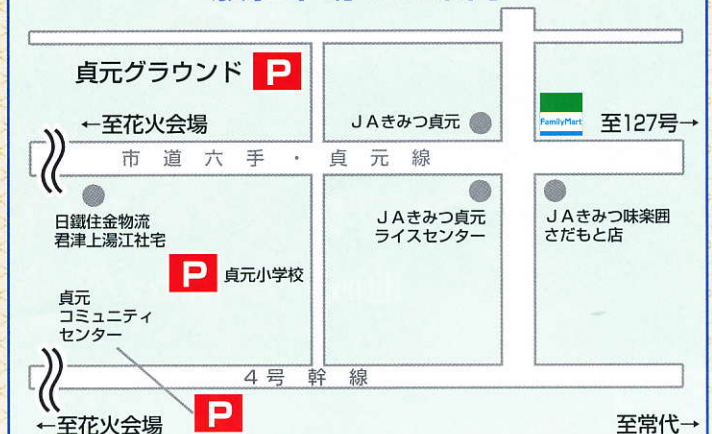 貞元グラウンド P
←至花火会場
JAきみつ貞元
FamilyMart
至127号→
市道六手・貞元線
日鐵住金物流
君津上湯江社宅
JAきみつ貞元
ライスセンター
JAきみつ味楽囲
さだもと店
P 貞元小学校
貞元
コミュニティ
センター
4号幹線
←至花火会場
P
至常代→